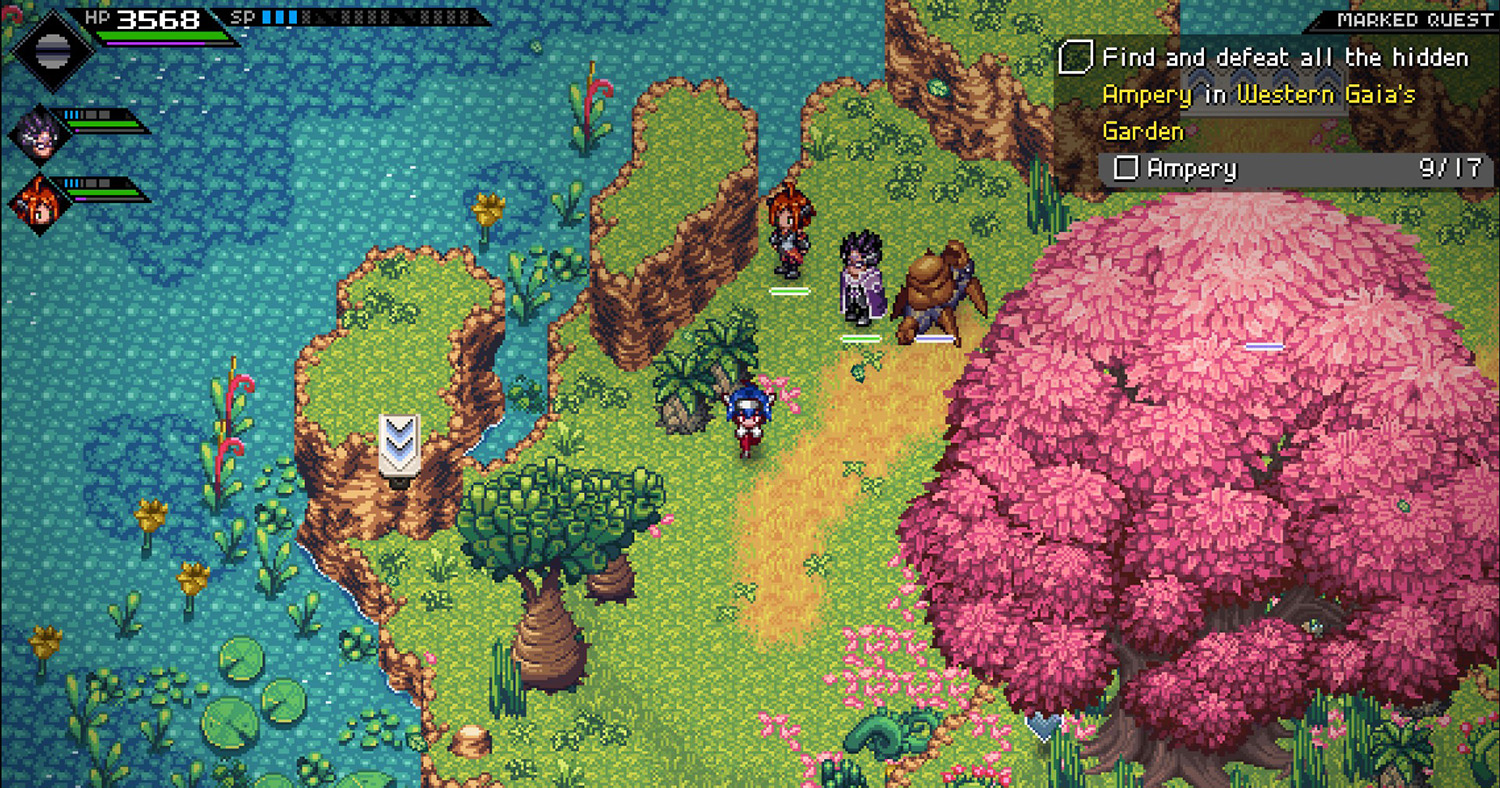 HP 3568 SP
MARKED QUEST
Find and defeat all the hidden
Ampery in Western Gaia's
Garden
Ampery 9/17